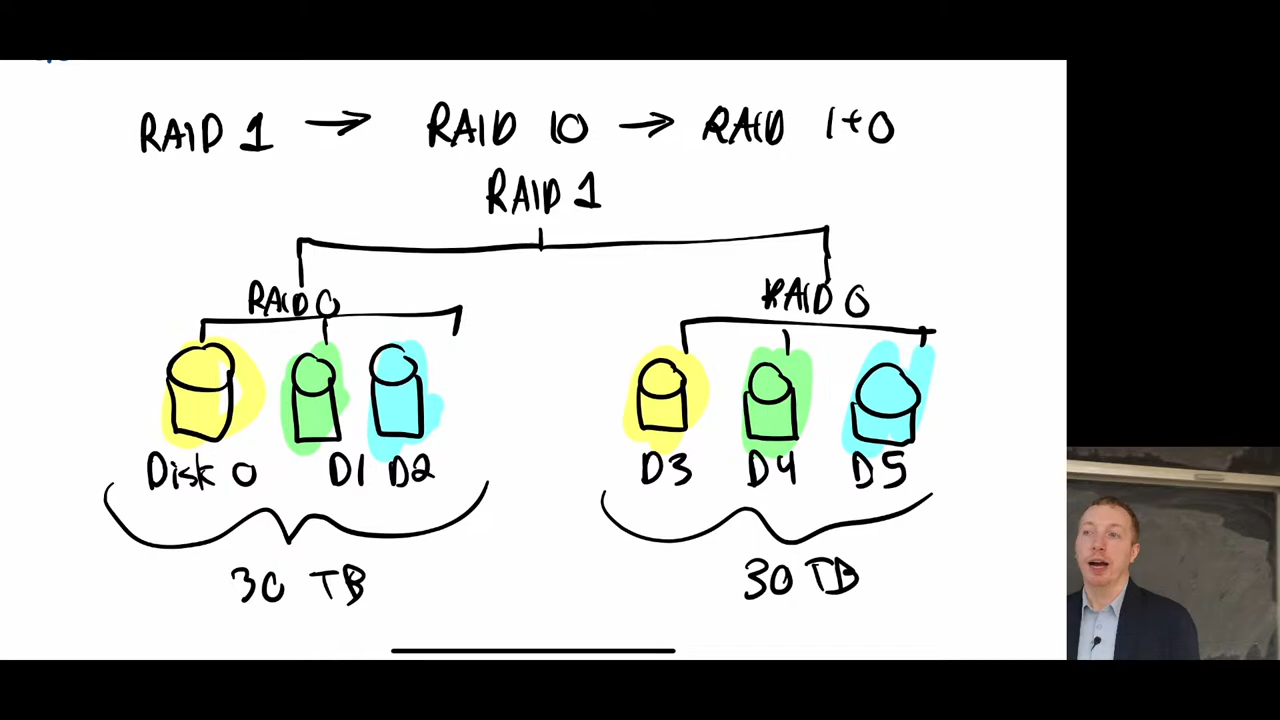 RAID 1 → RAID 10 → RAID 1+0
RAID 1
RAID 0 RAID 0
Disk 0 D1 D2 D3 D4 D5
30 TB 30 TB